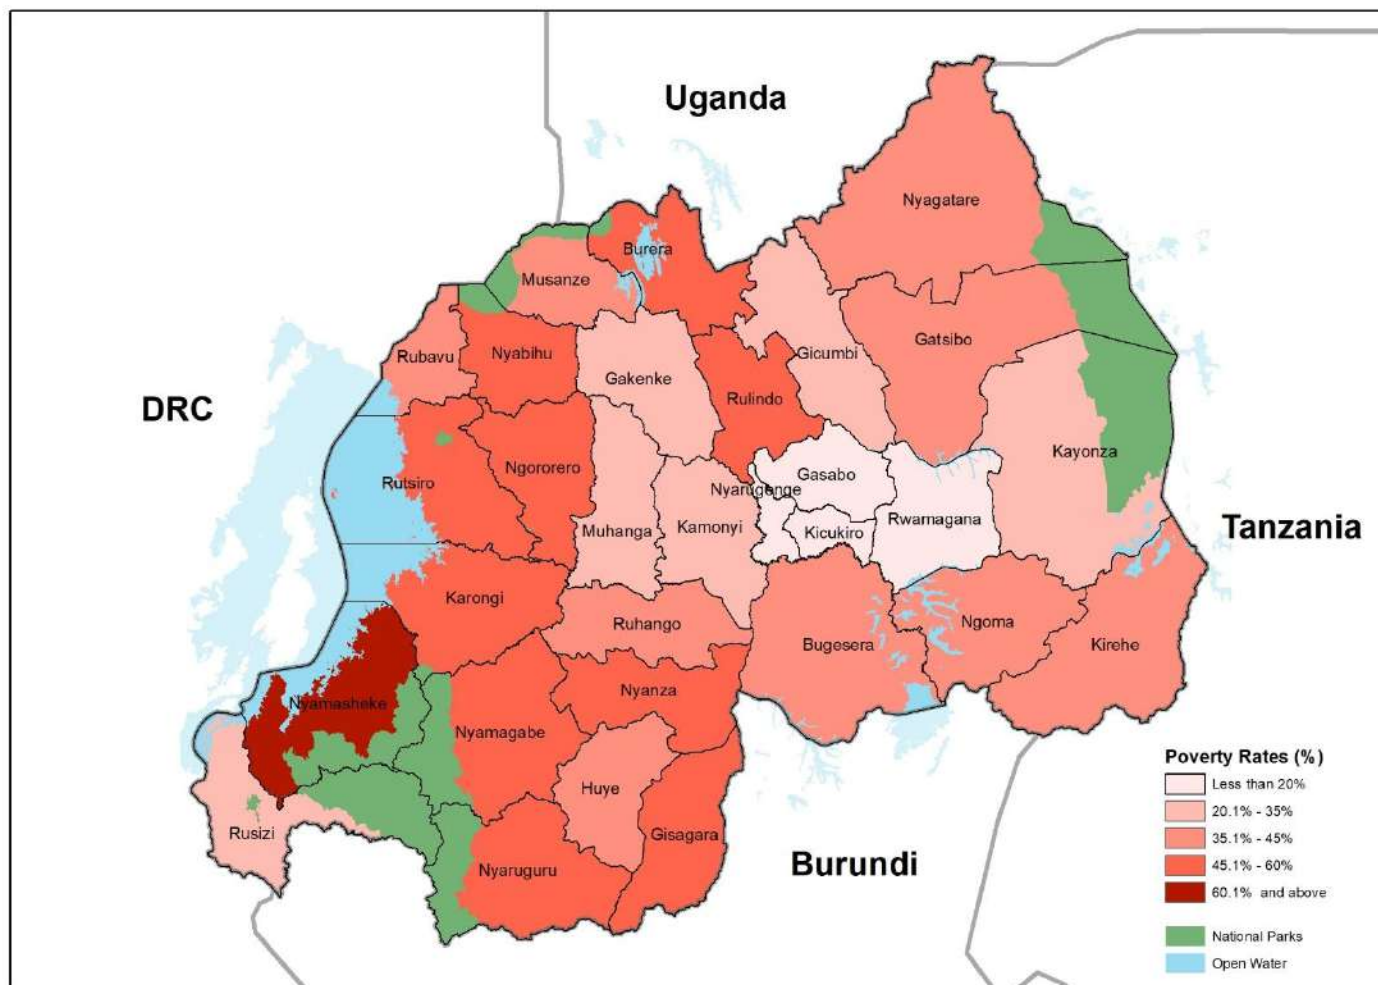 Uganda
Nyagatare
Burera
Musanze
Gatsibo
Rubavu
Nyabihu
Gicumbi
Gakenke
DRC
Rulindo
Kayonza
Ngororero
Gasabo
Rutsiro
Nyarugenge
Rwamagana
Muhanga
Kamonyi
Kicukiro
Tanzania
Karongi
Ruhango
Ngoma
Bugesera
Kirehe
Nyanza
Nyamasheke
Nyamagabe
Huye
Rusizi
Gisagara
Burundi
Nyaruguru
Poverty Rates (%)
Less than 20%
20.1% - 35%
35.1% - 45%
45.1% - 60%
60.1% and above
National Parks
Open Water